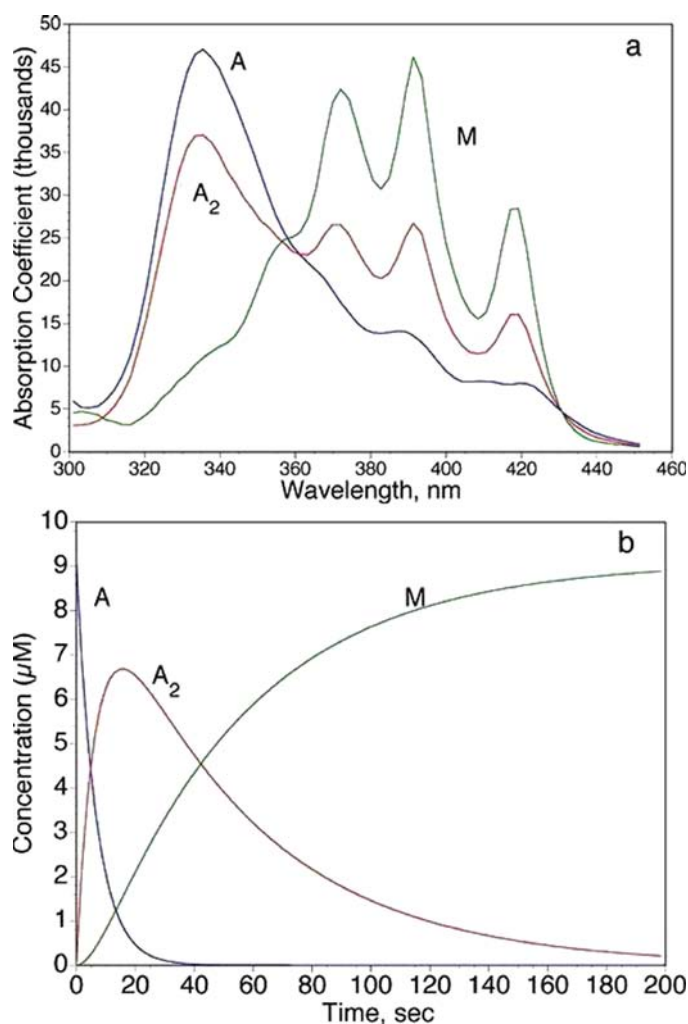 a
Absorption Coefficient (thousands)
50
45
40
35
30
25
20
15
10
5
0
A
A2
M
300 320 340 360 380 400 420 440 460
Wavelength, nm
b
Concentration (µM)
10
9
8
7
6
5
4
3
2
1
0
A
A2
M
0 20 40 60 80 100 120 140 160 180 200
Time, sec